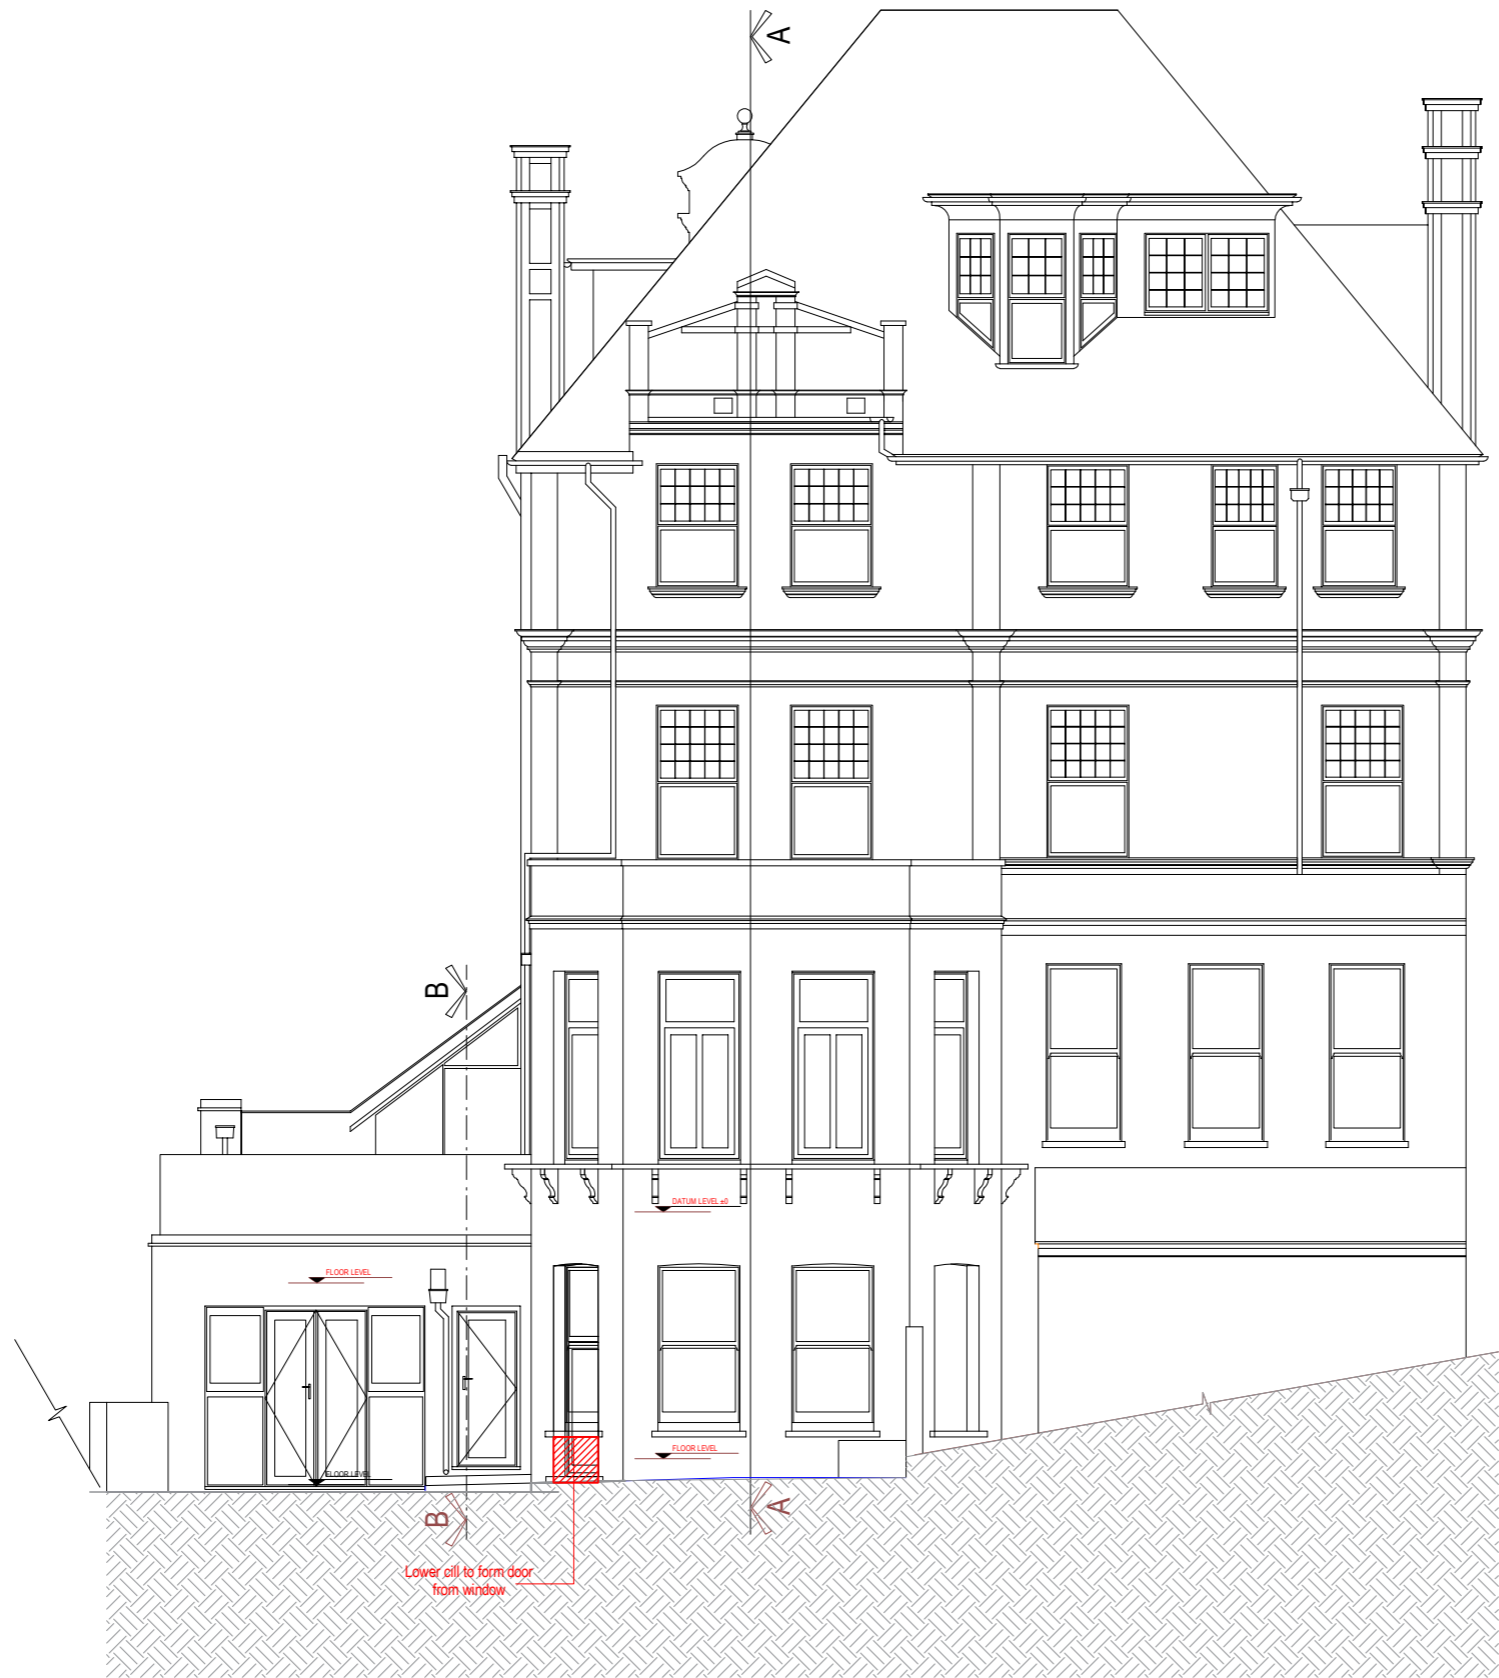 A
B
DATUM LEVEL ±0
FLOOR LEVEL
FLOOR LEVEL
FLOOR LEVEL
B
A
Lower cill to form door
from window